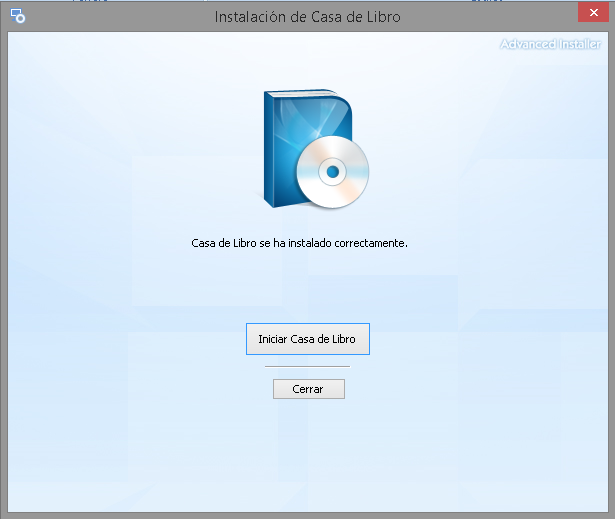 Instalación de Casa de Libro
Advanced Installer
Casa de Libro se ha instalado correctamente.
Iniciar Casa de Libro
Cerrar